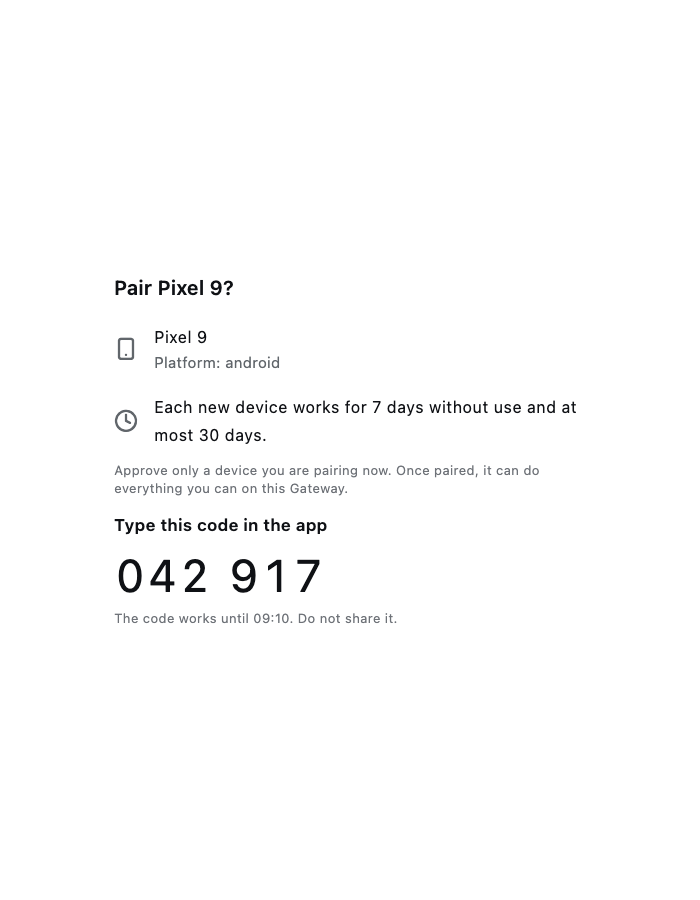 Pair Pixel 9?
Pixel 9
Platform: android
Each new device works for 7 days without use and at
most 30 days.
Approve only a device you are pairing now. Once paired, it can do
everything you can on this Gateway.
Type this code in the app
042 917
The code works until 09:10. Do not share it.